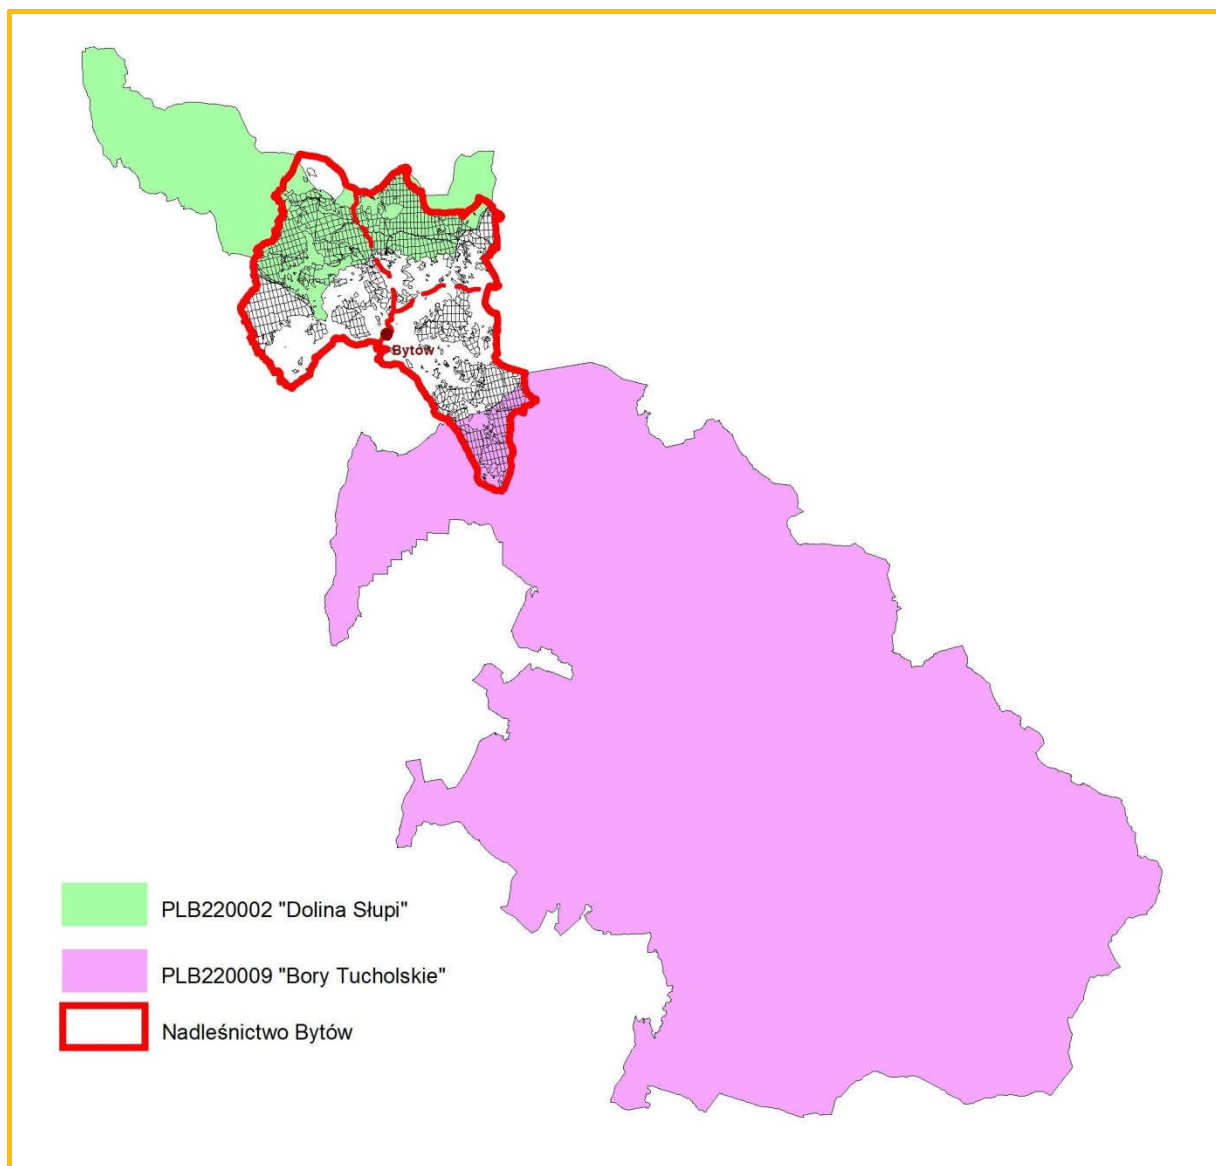 Bytów
PLB220002 "Dolina Słupi"
PLB220009 "Bory Tucholskie"
Nadleśnictwo Bytów